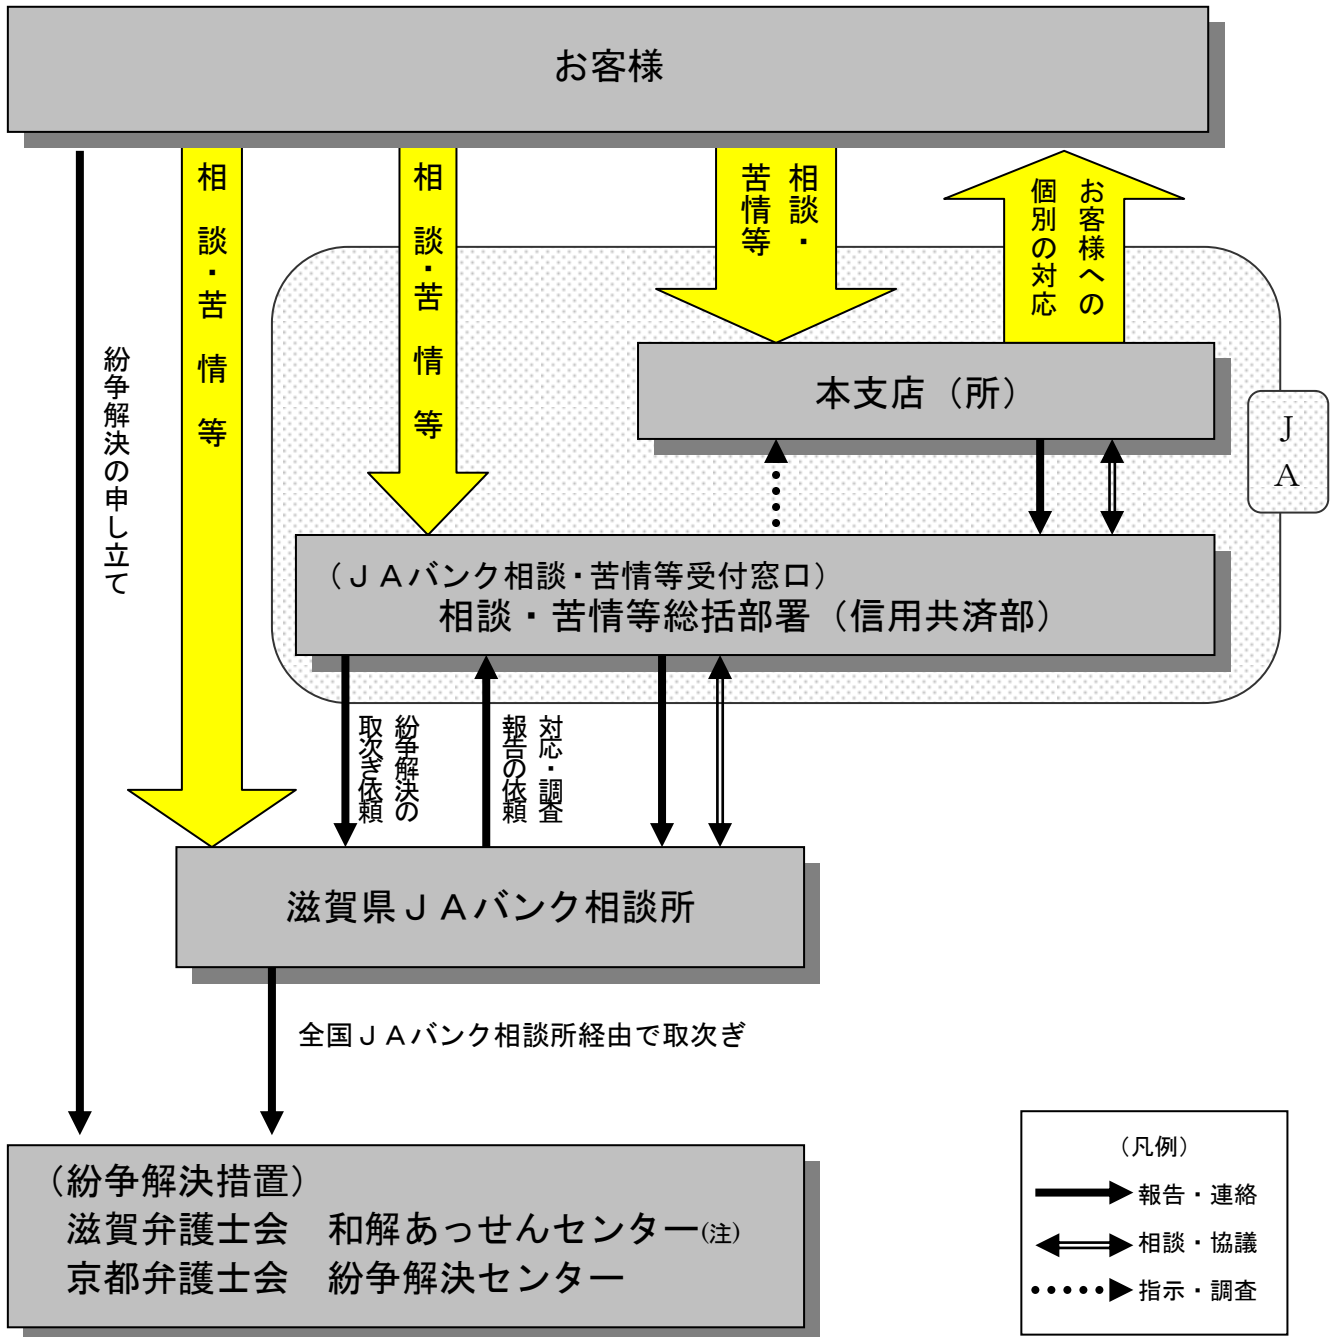 お客様
相談・苦情等
相談・苦情等
相談・
苦情等
お客様への
個別の対応
紛争解決の申し立て
本支店（所）
ＪＡ
（ＪＡバンク相談・苦情等受付窓口）
相談・苦情等総括部署（信用共済部）
紛争解決の
取次ぎ依頼
対応・調査
報告の依頼
滋賀県ＪＡバンク相談所
全国ＪＡバンク相談所経由で取次ぎ
（紛争解決措置）
滋賀弁護士会　和解あっせんセンター(注)
京都弁護士会　紛争解決センター
（凡例）
報告・連絡
相談・協議
指示・調査